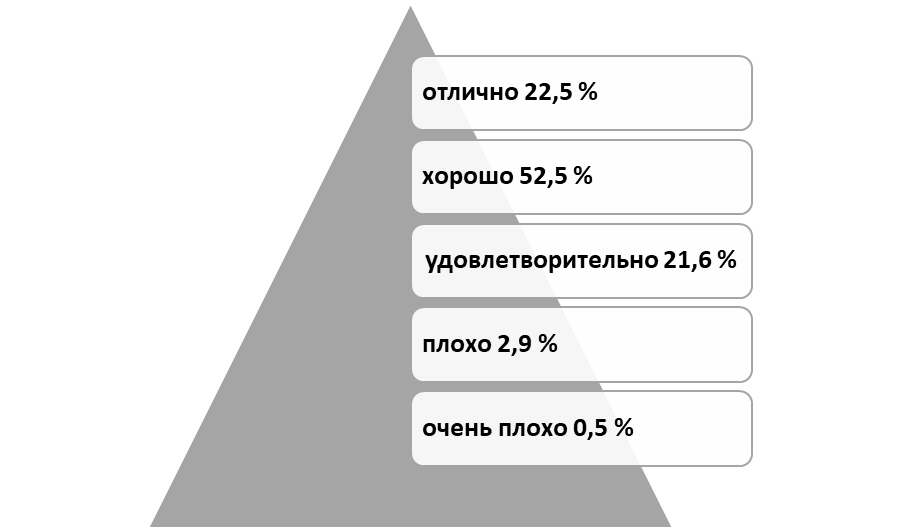 отлично 22,5 %
хорошо 52,5 %
удовлетворительно 21,6 %
плохо 2,9 %
очень плохо 0,5 %